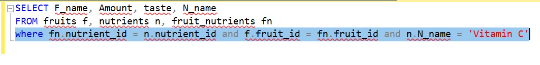 SELECT F_name, Amount, taste, N_name
FROM fruits f, nutrients n, fruit_nutrients fn
where fn.nutrient_id = n.nutrient_id and f.fruit_id = fn.fruit_id and n.N_name = 'Vitamin C'